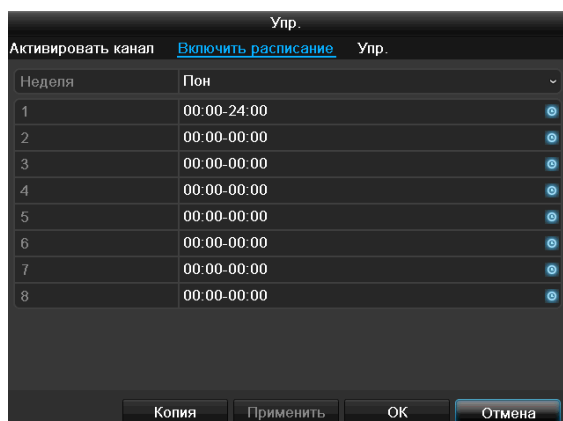 Упр.
Активировать канал Включить расписание Упр.
Неделя Пон
1 00:00-24:00
2 00:00-00:00
3 00:00-00:00
4 00:00-00:00
5 00:00-00:00
6 00:00-00:00
7 00:00-00:00
8 00:00-00:00
Копия Применить OK Отмена